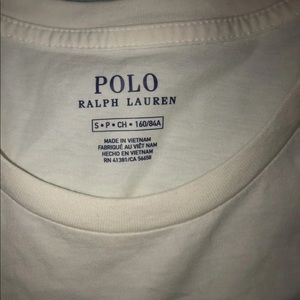 POLO
RALPH LAUREN
S • P • CH • 160/84A
MADE IN VIETNAM
FABRIQUÉ AU VIÊT NAM
HECHO EN VIETNAM
RN 41381/CA 56658